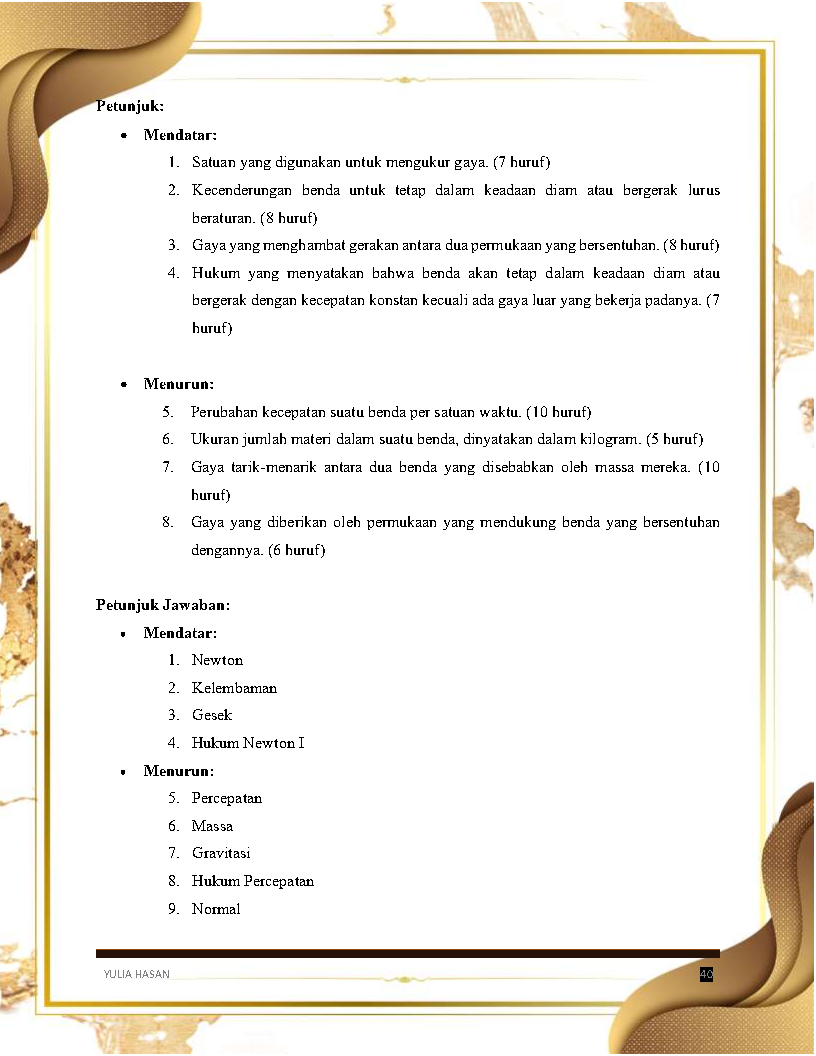 Petunjuk:
• Mendatar:
1. Satuan yang digunakan untuk mengukur gaya. (7 huruf)
2. Kecenderungan benda untuk tetap dalam keadaan diam atau bergerak lurus
beraturan. (8 huruf)
3. Gaya yang menghambat gerakan antara dua permukaan yang bersentuhan. (8 huruf)
4. Hukum yang menyatakan bahwa benda akan tetap dalam keadaan diam atau
bergerak dengan kecepatan konstan kecuali ada gaya luar yang bekerja padanya. (7
huruf)
• Menurun:
5. Perubahan kecepatan suatu benda per satuan waktu. (10 huruf)
6. Ukuran jumlah materi dalam suatu benda, dinyatakan dalam kilogram. (5 huruf)
7. Gaya tarik-menarik antara dua benda yang disebabkan oleh massa mereka. (10
huruf)
8. Gaya yang diberikan oleh permukaan yang mendukung benda yang bersentuhan
dengannya. (6 huruf)
Petunjuk Jawaban:
• Mendatar:
1. Newton
2. Kelembaman
3. Gesek
4. Hukum Newton I
• Menurun:
5. Percepatan
6. Massa
7. Gravitasi
8. Hukum Percepatan
9. Normal
YULIA HASAN 40